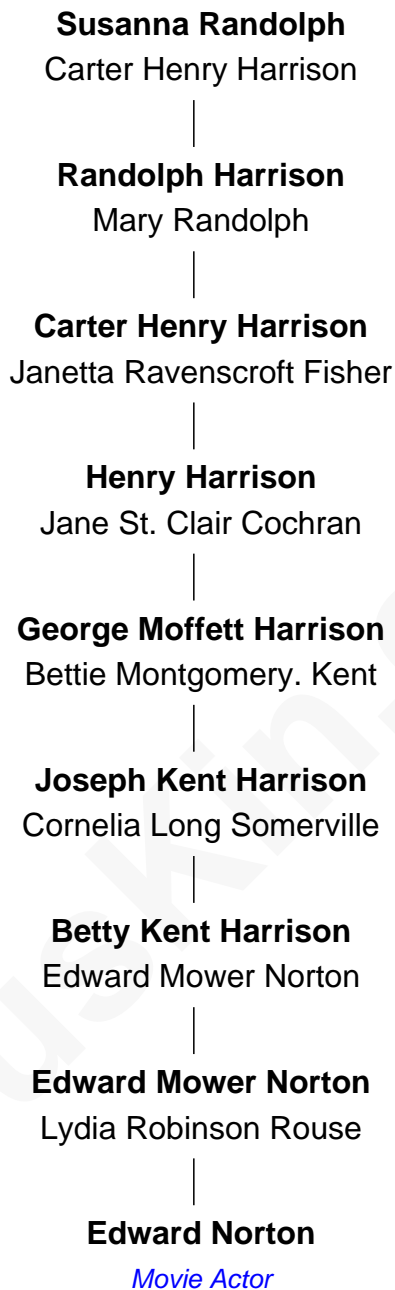 Susanna Randolph
Carter Henry Harrison
Randolph Harrison
Mary Randolph
Carter Henry Harrison
Janetta Ravenscroft Fisher
Henry Harrison
Jane St. Clair Cochran
George Moffett Harrison
Bettie Montgomery. Kent
Joseph Kent Harrison
Cornelia Long Somerville
Betty Kent Harrison
Edward Mower Norton
Edward Mower Norton
Lydia Robinson Rouse
Edward Norton
Movie Actor